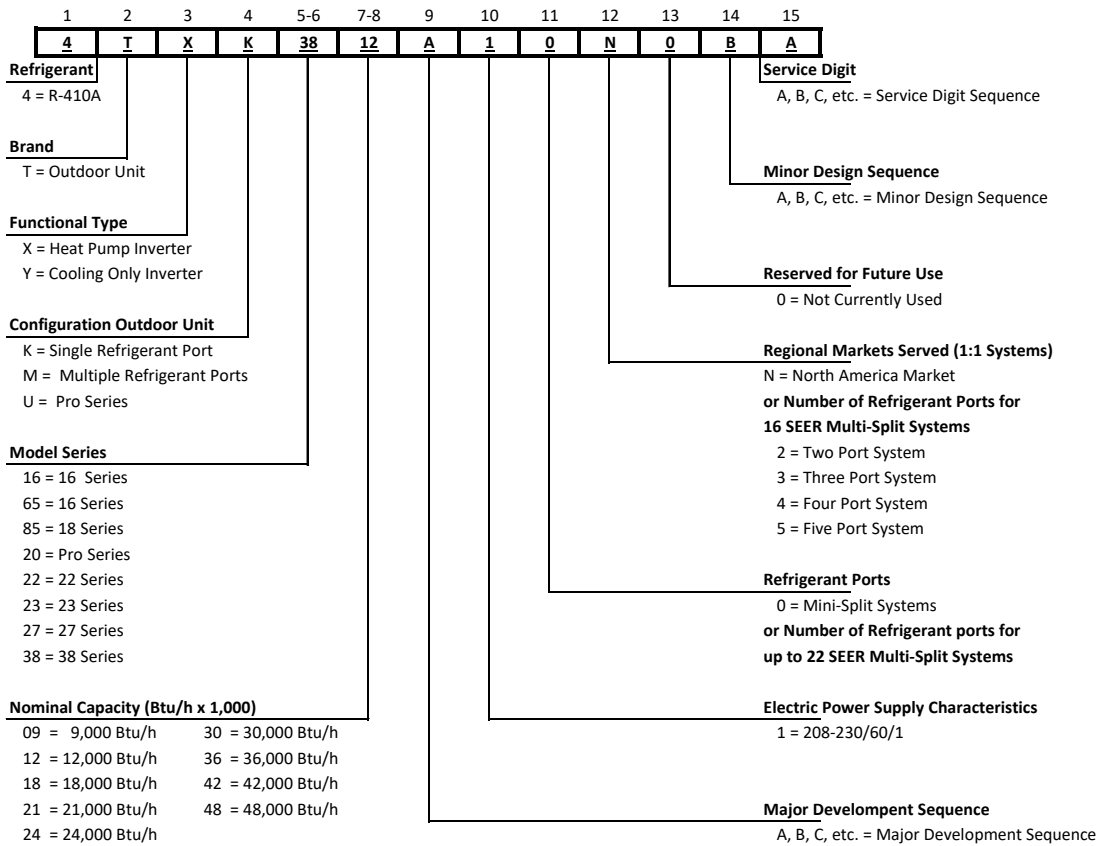 1 2 3 4 5-6 7-8 9 10 11 12 13 14 15
4 T X K 38 12 A 1 0 N 0 B A
Refrigerant
4 = R-410A
Brand
T = Outdoor Unit
Functional Type
X = Heat Pump Inverter
Y = Cooling Only Inverter
Configuration Outdoor Unit
K = Single Refrigerant Port
M = Multiple Refrigerant Ports
U = Pro Series
Model Series
16 = 16 Series
65 = 16 Series
85 = 18 Series
20 = Pro Series
22 = 22 Series
23 = 23 Series
27 = 27 Series
38 = 38 Series
Nominal Capacity (Btu/h x 1,000)
09 = 9,000 Btu/h 30 = 30,000 Btu/h
12 = 12,000 Btu/h 36 = 36,000 Btu/h
18 = 18,000 Btu/h 42 = 42,000 Btu/h
21 = 21,000 Btu/h 48 = 48,000 Btu/h
24 = 24,000 Btu/h
Service Digit
A, B, C, etc. = Service Digit Sequence
Minor Design Sequence
A, B, C, etc. = Minor Design Sequence
Reserved for Future Use
0 = Not Currently Used
Regional Markets Served (1:1 Systems)
N = North America Market
or Number of Refrigerant Ports for
16 SEER Multi-Split Systems
2 = Two Port System
3 = Three Port System
4 = Four Port System
5 = Five Port System
Refrigerant Ports
0 = Mini-Split Systems
or Number of Refrigerant ports for
up to 22 SEER Multi-Split Systems
Electric Power Supply Characteristics
1 = 208-230/60/1
Major Develompent Sequence
A, B, C, etc. = Major Development Sequence